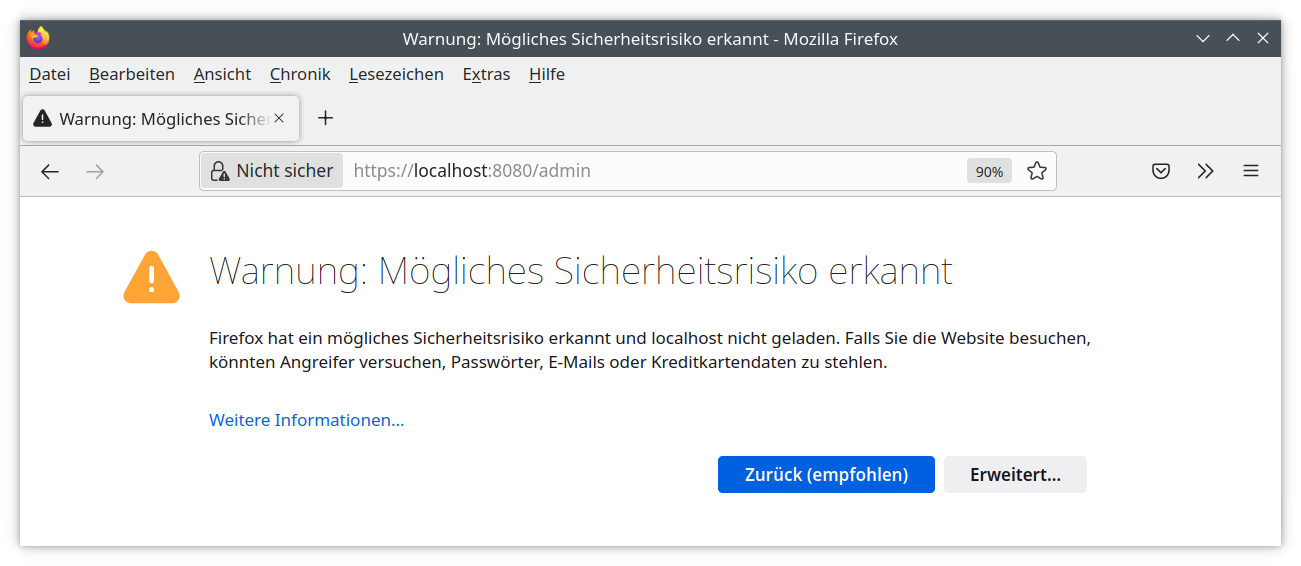 Warnung: Mögliches Sicherheitsrisiko erkannt - Mozilla Firefox
Datei Bearbeiten Ansicht Chronik Lesezeichen Extras Hilfe
Warnung: Mögliches Siche
Nicht sicher https://localhost:8080/admin 90%
Warnung: Mögliches Sicherheitsrisiko erkannt
Firefox hat ein mögliches Sicherheitsrisiko erkannt und localhost nicht geladen. Falls Sie die Website besuchen,
könnten Angreifer versuchen, Passwörter, E-Mails oder Kreditkartendaten zu stehlen.
Weitere Informationen…
Zurück (empfohlen) Erweitert…